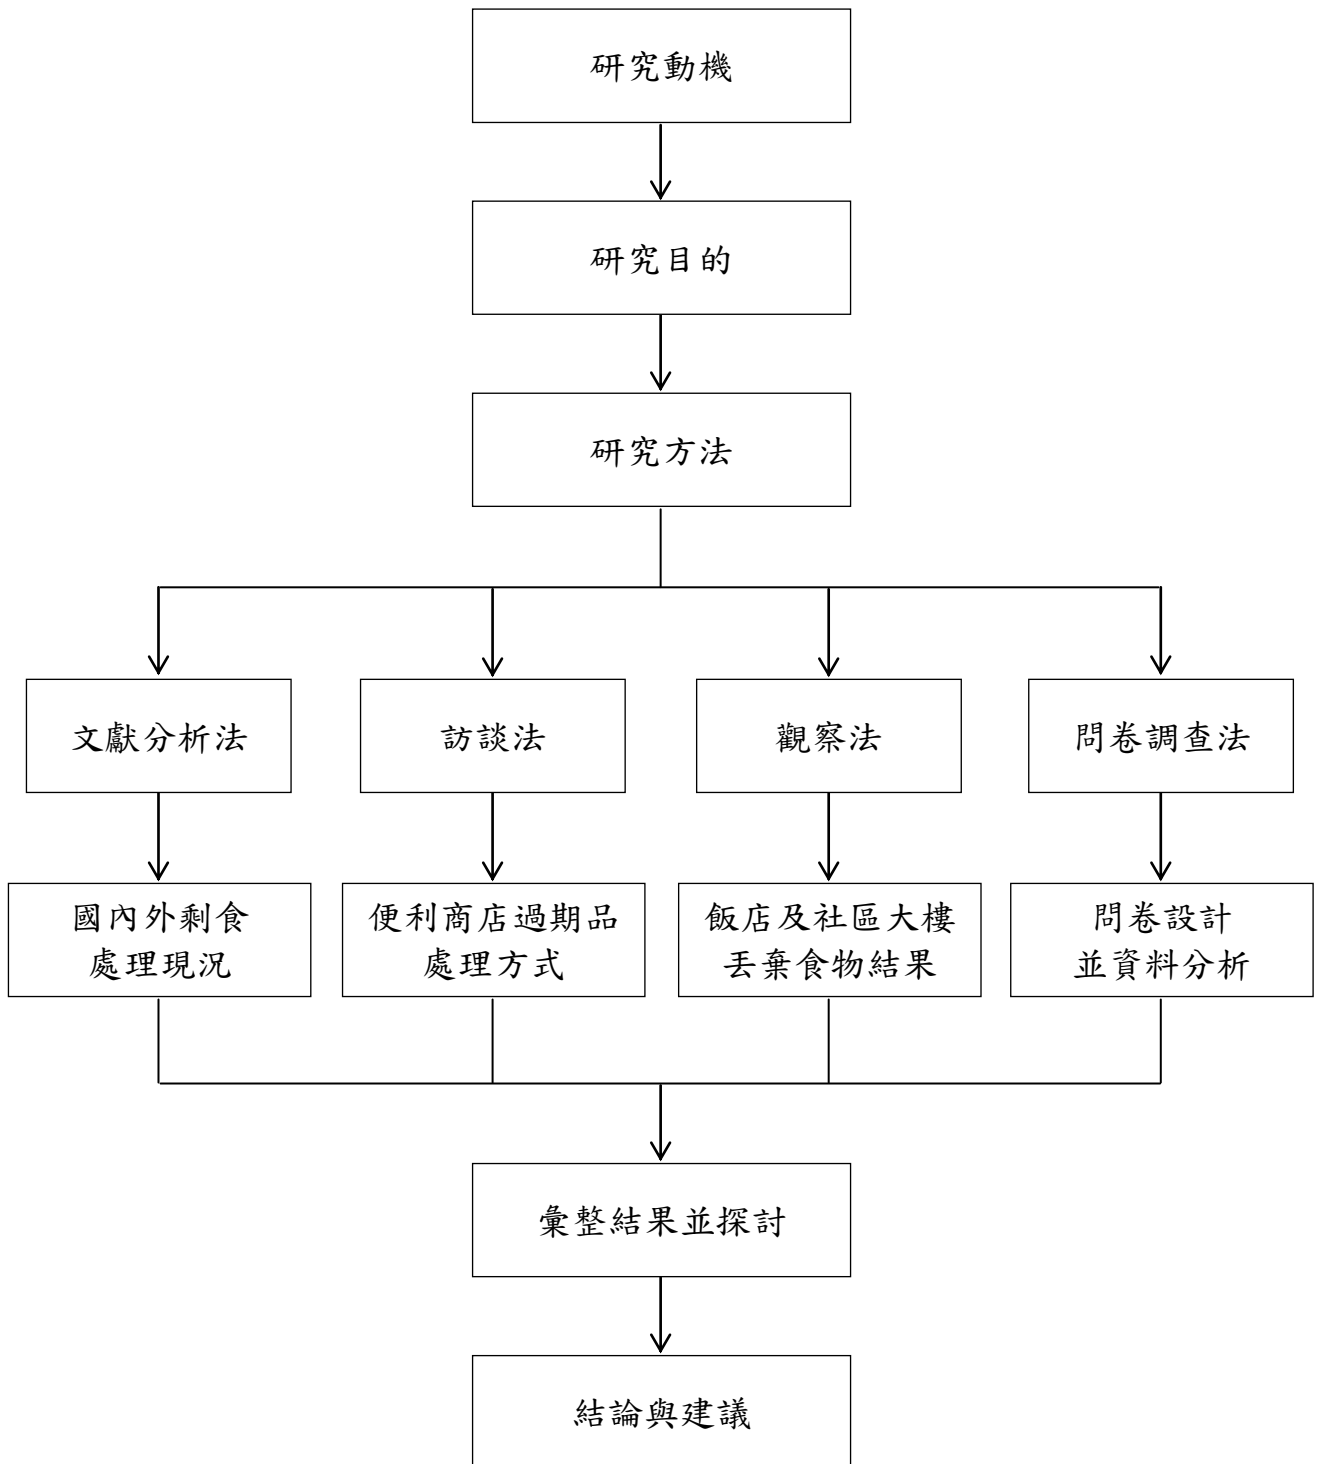 研究動機
研究目的
研究方法
文獻分析法
訪談法
觀察法
問卷調查法
國內外剩食
處理現況
便利商店過期品
處理方式
飯店及社區大樓
丟棄食物結果
問卷設計
並資料分析
彙整結果並探討
結論與建議